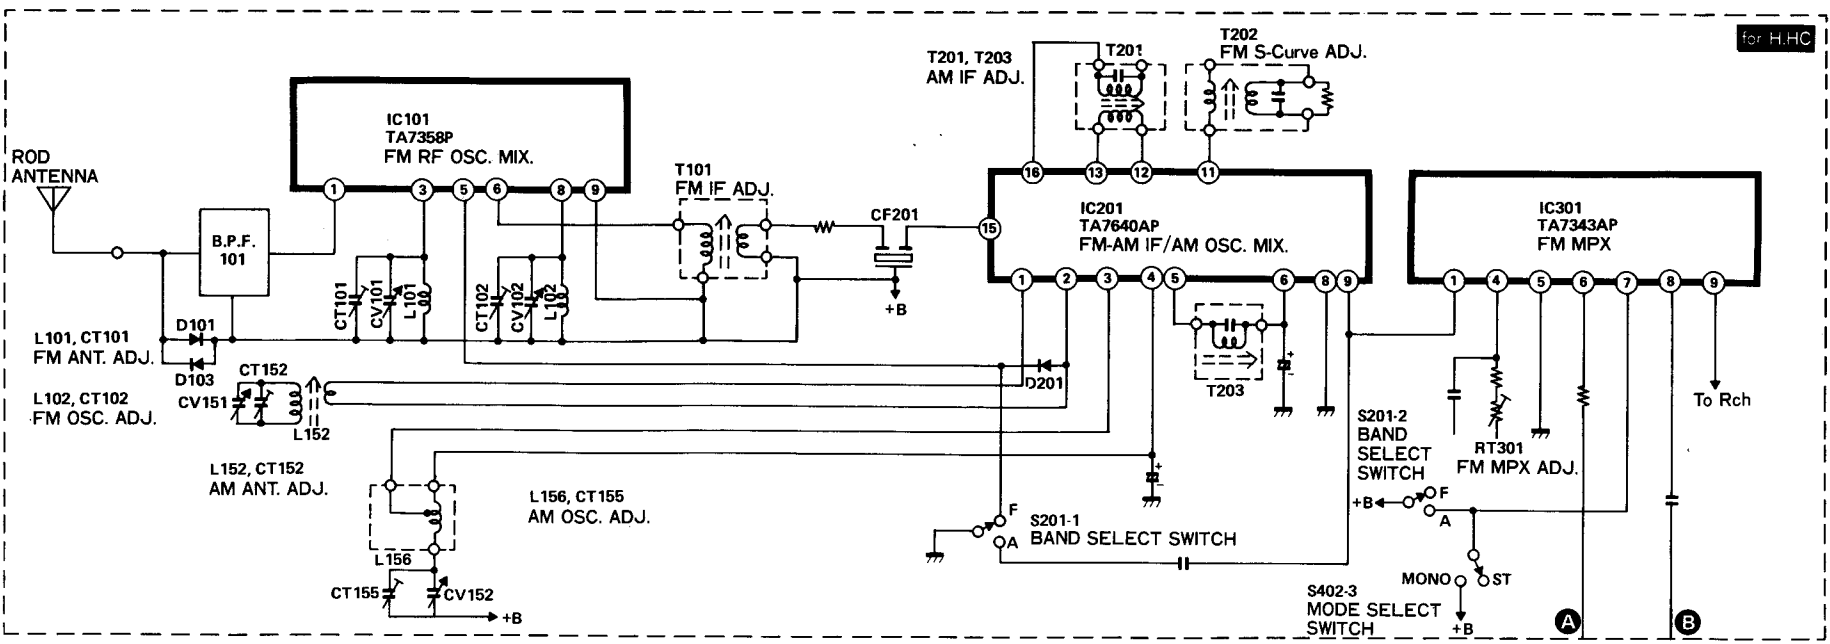 for H.HC
T201, T203
AM IF ADJ.
T201
T202
FM S-Curve ADJ.
IC101
TA7358P
FM RF OSC. MIX.
1
3
5
6
8
9
ROD
ANTENNA
B.P.F.
101
T101
FM IF ADJ.
CF201
+B
16
13
12
11
15
IC201
TA7640AP
FM-AM IF/AM OSC. MIX.
1
2
3
4
5
6
8
9
IC301
TA7343AP
FM MPX
1
4
5
6
7
8
9
CT101
CV101
L101
CT102
CV102
L102
L101, CT101
FM ANT. ADJ.
D101
D103
L102, CT102
FM OSC. ADJ.
CT152
CV151
L152
D201
T203
+
-
To Rch
L152, CT152
AM ANT. ADJ.
L156, CT155
AM OSC. ADJ.
L156
CT155
CV152
+B
+
-
F
A
S201-1
BAND SELECT SWITCH
S201-2
BAND
SELECT
SWITCH
RT301
FM MPX ADJ.
+B
F
A
MONO
ST
S402-3
MODE SELECT
SWITCH
+B
A
B